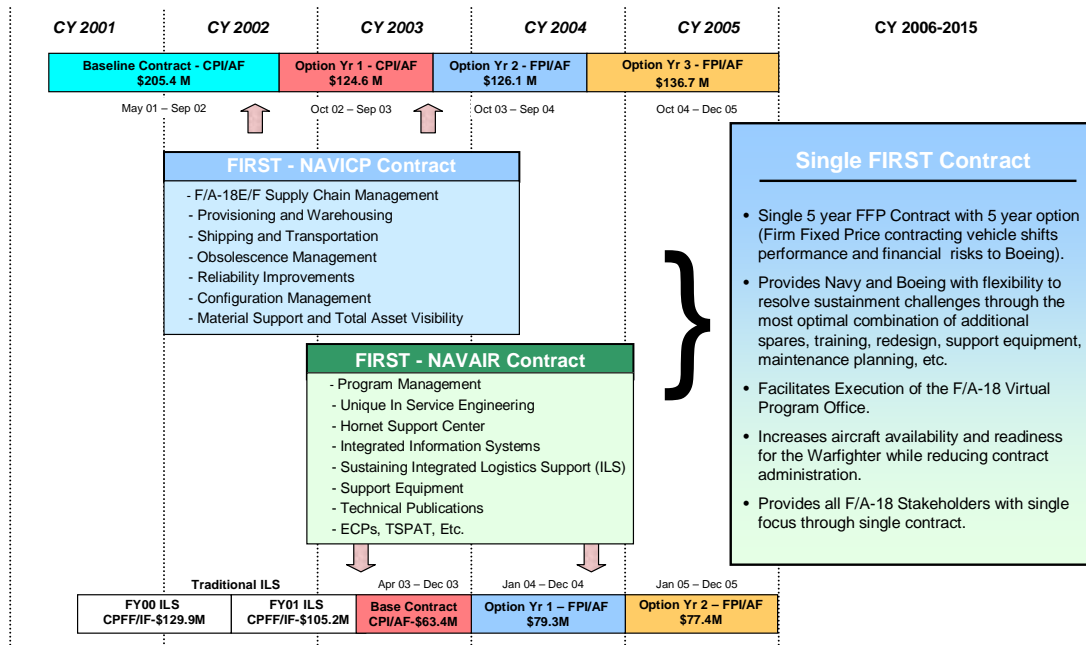 CY 2001
CY 2002
CY 2003
CY 2004
CY 2005
CY 2006-2015
Baseline Contract - CPI/AF
$205.4 M
Option Yr 1 - CPI/AF
$124.6 M
Option Yr 2 - FPI/AF
$126.1 M
Option Yr 3 - FPI/AF
$136.7 M
May 01 – Sep 02
Oct 02 – Sep 03
Oct 03 – Sep 04
Oct 04 – Dec 05
FIRST - NAVICP Contract
- F/A-18E/F Supply Chain Management
- Provisioning and Warehousing
- Shipping and Transportation
- Obsolescence Management
- Reliability Improvements
- Configuration Management
- Material Support and Total Asset Visibility
FIRST - NAVAIR Contract
- Program Management
- Unique In Service Engineering
- Hornet Support Center
- Integrated Information Systems
- Sustaining Integrated Logistics Support (ILS)
- Support Equipment
- Technical Publications
- ECPs, TSPAT, Etc.
}
Single FIRST Contract
• Single 5 year FFP Contract with 5 year option
(Firm Fixed Price contracting vehicle shifts
performance and financial risks to Boeing).
• Provides Navy and Boeing with flexibility to
resolve sustainment challenges through the
most optimal combination of additional
spares, training, redesign, support equipment,
maintenance planning, etc.
• Facilitates Execution of the F/A-18 Virtual
Program Office.
• Increases aircraft availability and readiness
for the Warfighter while reducing contract
administration.
• Provides all F/A-18 Stakeholders with single
focus through single contract.
Traditional ILS
Apr 03 – Dec 03
Jan 04 – Dec 04
Jan 05 – Dec 05
FY00 ILS
CPFF/IF-$129.9M
FY01 ILS
CPFF/IF-$105.2M
Base Contract
CPI/AF-$63.4M
Option Yr 1 – FPI/AF
$79.3M
Option Yr 2 – FPI/AF
$77.4M